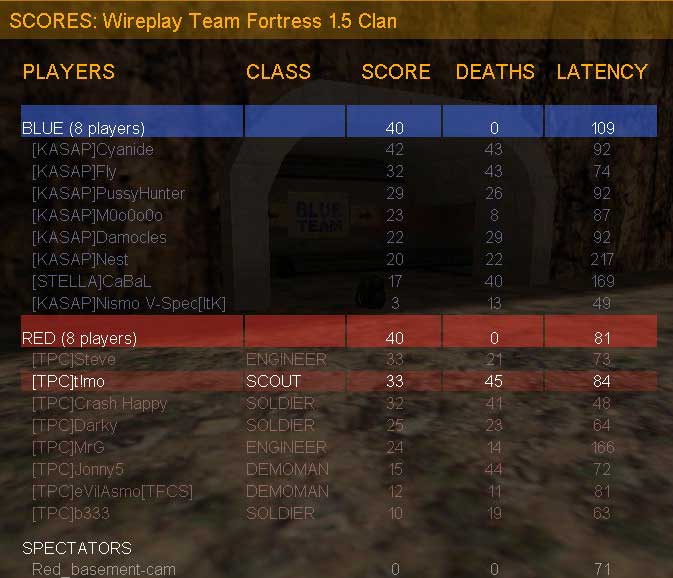 SCORES: Wireplay Team Fortress 1.5 Clan
PLAYERS CLASS SCORE DEATHS LATENCY
BLUE (8 players) 40 0 109
[KASAP]Cyanide 42 43 92
[KASAP]Fly 32 43 74
[KASAP]PussyHunter 29 26 92
[KASAP]M0o0o0o 23 8 87
[KASAP]Damocles 22 29 92
[KASAP]Nest 20 22 217
[STELLA]CaBaL 17 40 169
[KASAP]Nismo V-Spec[ItK] 3 13 49
BLUE
TEAM
RED (8 players) 40 0 81
[TPC]Steve ENGINEER 33 21 73
[TPC]t!mo SCOUT 33 45 84
[TPC]Crash Happy SOLDIER 32 41 48
[TPC]Darky SOLDIER 25 23 64
[TPC]MrG ENGINEER 24 14 166
[TPC]Jonny5 DEMOMAN 15 44 72
[TPC]eVilAsmo[TFCS] DEMOMAN 12 11 81
[TPC]b333 SOLDIER 10 19 63
SPECTATORS
Red_basement-cam 0 0 71